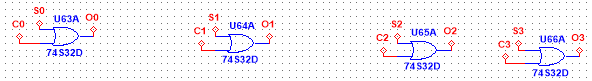 S0 U63A O0
C0
74S32D
S1 U64A O1
C1
74S32D
S2 U65A O2
C2
74S32D
S3 U66A O3
C3
74S32D